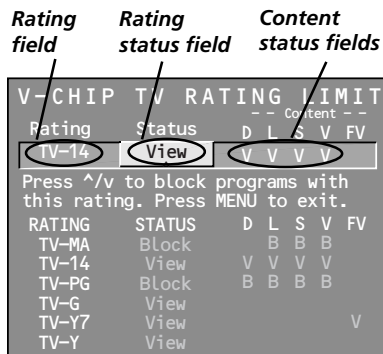 Rating field
Rating status field
Content status fields
V-CHIP TV RATING LIMIT
– – Content – –
Rating Status D L S V FV
TV-14 View V V V V
Press ^/v to block programs with
this rating. Press MENU to exit.
RATING STATUS D L S V FV
TV-MA Block B B B
TV-14 View V V V V
TV-PG Block B B B B
TV-G View
TV-Y7 View V
TV-Y View